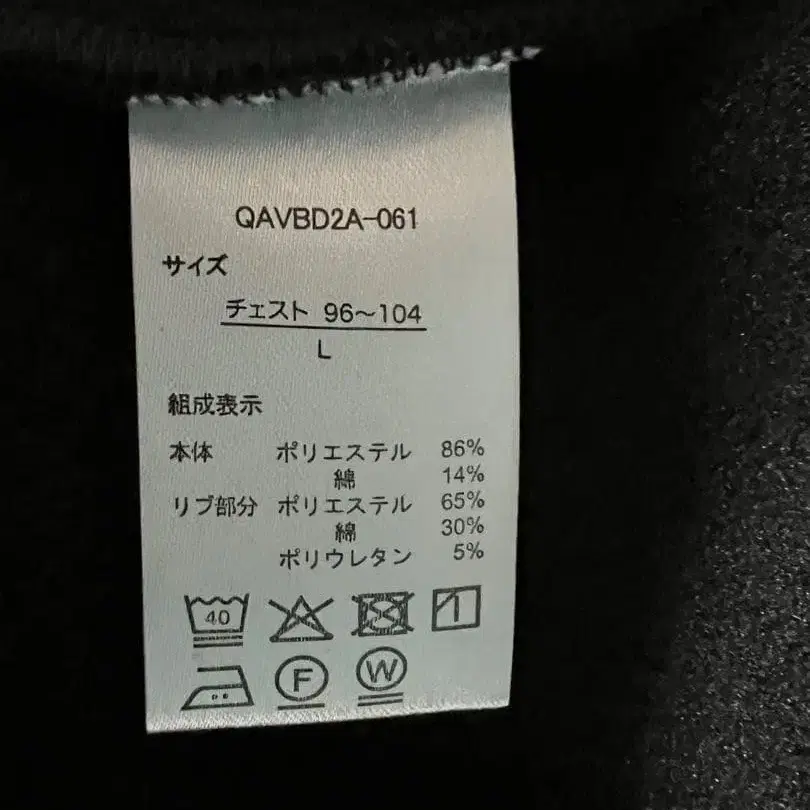 QAVBD2A-061
サイズ
チェスト 96～104
L
組成表示
本体 ポリエステル 86%
綿 14%
リブ部分 ポリエステル 65%
綿 30%
ポリウレタン 5%
40
F W